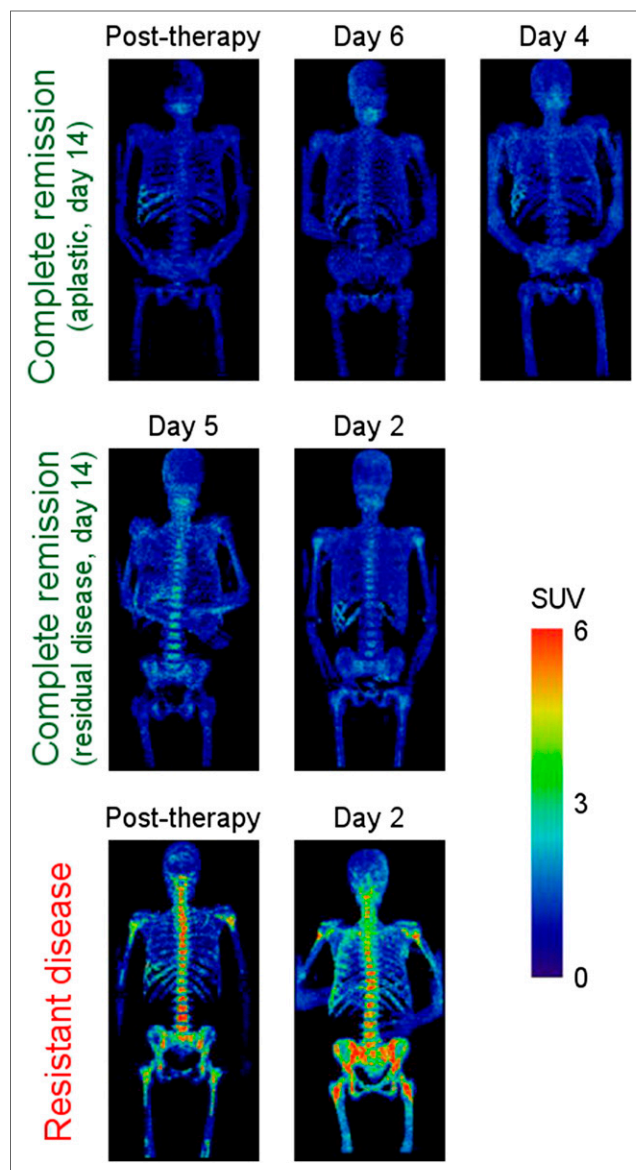 Post-therapy Day 6 Day 4
Complete remission
(aplastic, day 14)
Day 5 Day 2
Complete remission
(residual disease, day 14)
SUV
6
3
0
Post-therapy Day 2
Resistant disease